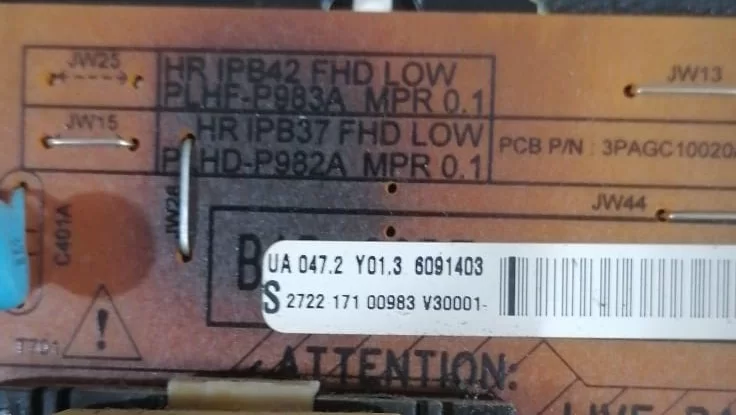 JW25
HR IPB42 FHD LOW
PLHF-P983A MPR 0.1
JW13
JW15
HR IPB37 FHD LOW
PLHD-P982A MPR 0.1
PCB P/N : 3PAGC10020
JW26
JW44
C401A
UA 047.2 Y01.3 6091403
S 2722 171 00983 V30001-
!
ATTENTION: